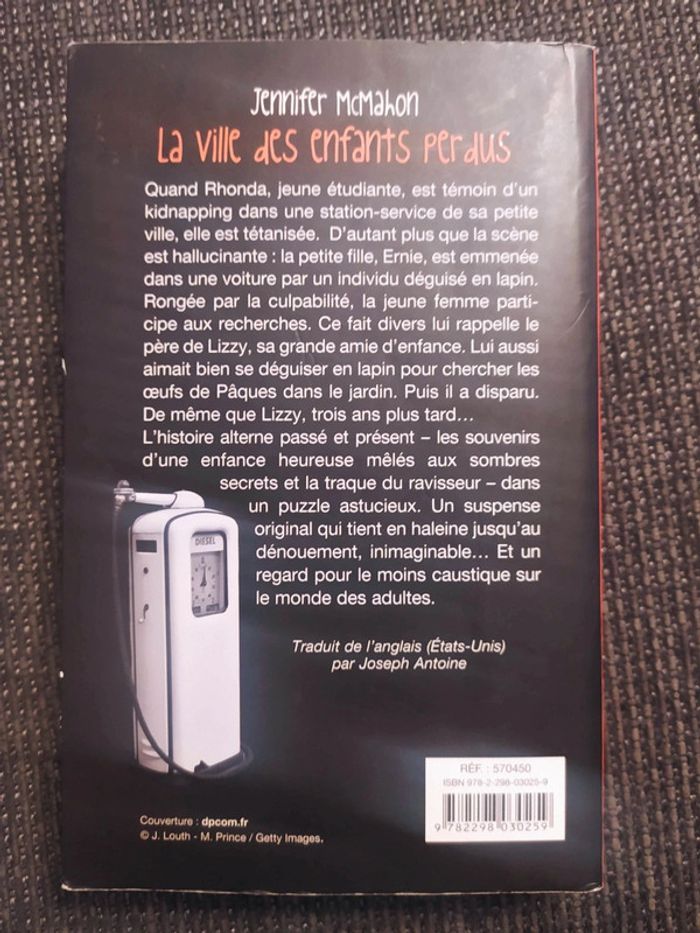 Jennifer McMahon
La ville des enfants perdus
Quand Rhonda, jeune étudiante, est témoin d'un
kidnapping dans une station-service de sa petite
ville, elle est tétanisée. D'autant plus que la scène
est hallucinante : la petite fille, Ernie, est emmenée
dans une voiture par un individu déguisé en lapin.
Rongée par la culpabilité, la jeune femme parti-
cipe aux recherches. Ce fait divers lui rappelle le
père de Lizzy, sa grande amie d'enfance. Lui aussi
aimait bien se déguiser en lapin pour chercher les
œufs de Pâques dans le jardin. Puis il a disparu.
De même que Lizzy, trois ans plus tard…
L'histoire alterne passé et présent – les souvenirs
d'une enfance heureuse mêlés aux sombres
secrets et la traque du ravisseur – dans
un puzzle astucieux. Un suspense
original qui tient en haleine jusqu'au
dénouement, inimaginable… Et un
regard pour le moins caustique sur
le monde des adultes.
DIESEL
Traduit de l'anglais (États-Unis)
par Joseph Antoine
RÉF. : 570450
ISBN 978-2-298-03025-9
9 782298 030259
Couverture : dpcom.fr
© J. Louth - M. Prince / Getty Images.